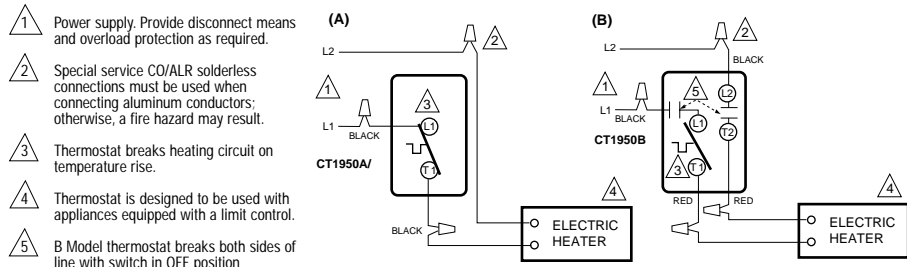 1 Power supply. Provide disconnect means
and overload protection as required.
2 Special service CO/ALR solderless
connections must be used when
connecting aluminum conductors;
otherwise, a fire hazard may result.
3 Thermostat breaks heating circuit on
temperature rise.
4 Thermostat is designed to be used with
appliances equipped with a limit control.
5 B Model thermostat breaks both sides of
line with switch in OFF position
(A)
2
L2
1
3
L1
BLACK
L1
CT1950A/
T1
4
BLACK
ELECTRIC
HEATER
(B)
2
L2
BLACK
1
5
L2
L1
BLACK
L1
T2
CT1950B
3
T1
4
RED
RED
ELECTRIC
HEATER